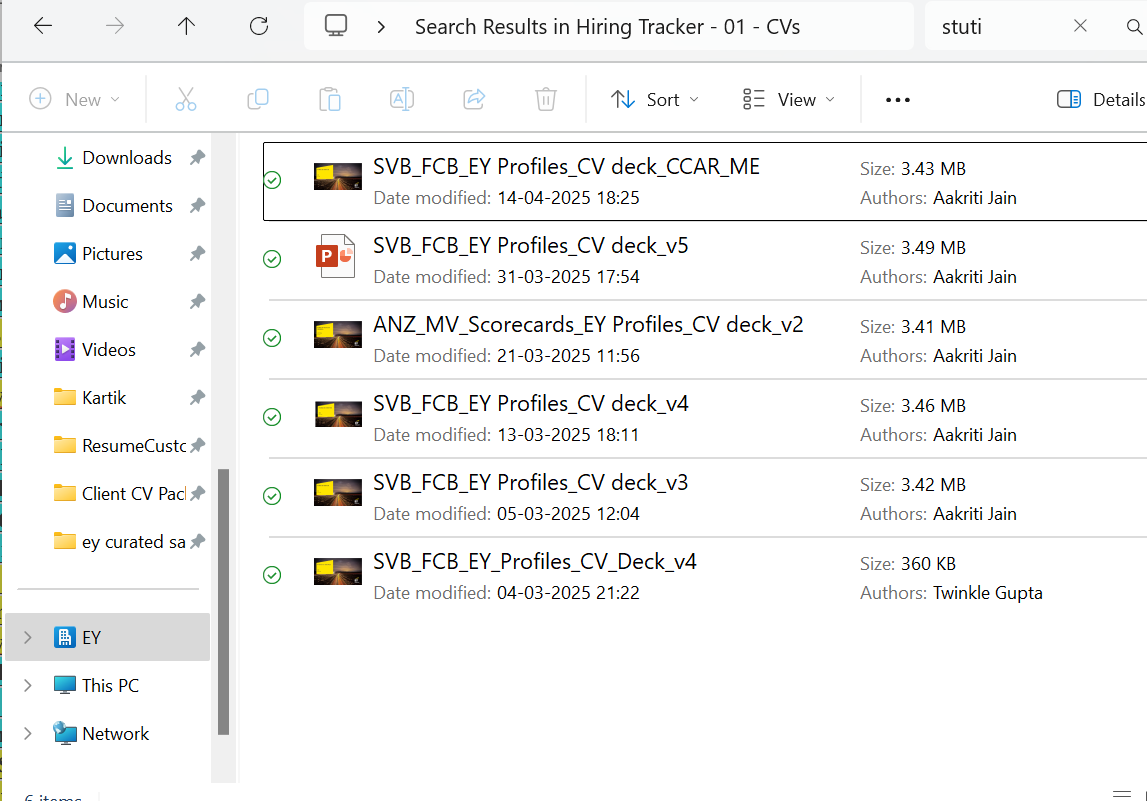 Search Results in Hiring Tracker - 01 - CVs
stuti
New
Sort
View
Details
Downloads
Documents
Pictures
Music
Videos
Kartik
ResumeCusto
Client CV Pac
ey curated sa
EY
This PC
Network
SVB_FCB_EY Profiles_CV deck_CCAR_ME
Date modified: 14-04-2025 18:25
Size: 3.43 MB
Authors: Aakriti Jain
SVB_FCB_EY Profiles_CV deck_v5
Date modified: 31-03-2025 17:54
Size: 3.49 MB
Authors: Aakriti Jain
ANZ_MV_Scorecards_EY Profiles_CV deck_v2
Date modified: 21-03-2025 11:56
Size: 3.41 MB
Authors: Aakriti Jain
SVB_FCB_EY Profiles_CV deck_v4
Date modified: 13-03-2025 18:11
Size: 3.46 MB
Authors: Aakriti Jain
SVB_FCB_EY Profiles_CV deck_v3
Date modified: 05-03-2025 12:04
Size: 3.42 MB
Authors: Aakriti Jain
SVB_FCB_EY_Profiles_CV_Deck_v4
Date modified: 04-03-2025 21:22
Size: 360 KB
Authors: Twinkle Gupta
6 items